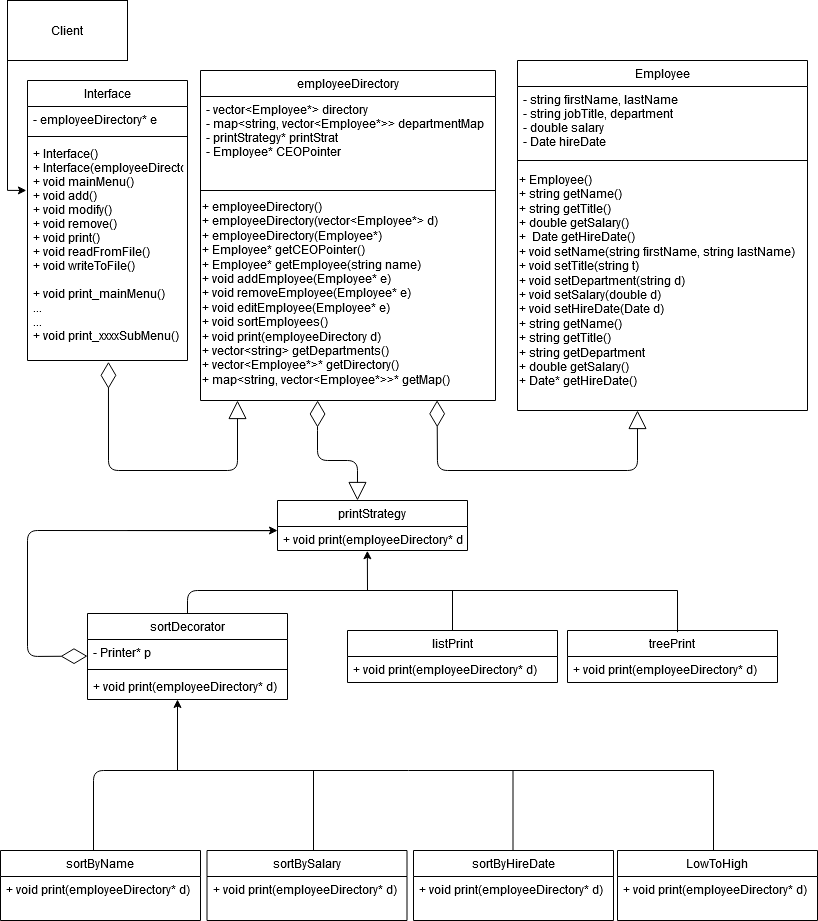 Client
Interface
- employeeDirectory* e
+ Interface()
+ Interface(employeeDirectc
+ void mainMenu()
+ void add()
+ void modify()
+ void remove()
+ void print()
+ void readFromFile()
+ void writeToFile()
+ void print_mainMenu()
...
...
+ void print_xxxxSubMenu()
employeeDirectory
- vector<Employee*> directory
- map<string, vector<Employee*>> departmentMap
- printStrategy* printStrat
- Employee* CEOPointer
+ employeeDirectory()
+ employeeDirectory(vector<Employee*> d)
+ employeeDirectory(Employee*)
+ Employee* getCEOPointer()
+ Employee* getEmployee(string name)
+ void addEmployee(Employee* e)
+ void removeEmployee(Employee* e)
+ void editEmployee(Employee* e)
+ void sortEmployees()
+ void print(employeeDirectory d)
+ vector<string> getDepartments()
+ vector<Employee*>* getDirectory()
+ map<string, vector<Employee*>>* getMap()
Employee
- string firstName, lastName
- string jobTitle, department
- double salary
- Date hireDate
+ Employee()
+ string getName()
+ string getTitle()
+ double getSalary()
+ Date getHireDate()
+ void setName(string firstName, string lastName)
+ void setTitle(string t)
+ void setDepartment(string d)
+ void setSalary(double d)
+ void setHireDate(Date d)
+ string getName()
+ string getTitle()
+ string getDepartment
+ double getSalary()
+ Date* getHireDate()
printStrategy
+ void print(employeeDirectory* d
sortDecorator
- Printer* p
+ void print(employeeDirectory* d)
listPrint
+ void print(employeeDirectory* d)
treePrint
+ void print(employeeDirectory* d)
sortByName
+ void print(employeeDirectory* d)
sortBySalary
+ void print(employeeDirectory* d)
sortByHireDate
+ void print(employeeDirectory* d)
LowToHigh
+ void print(employeeDirectory* d)